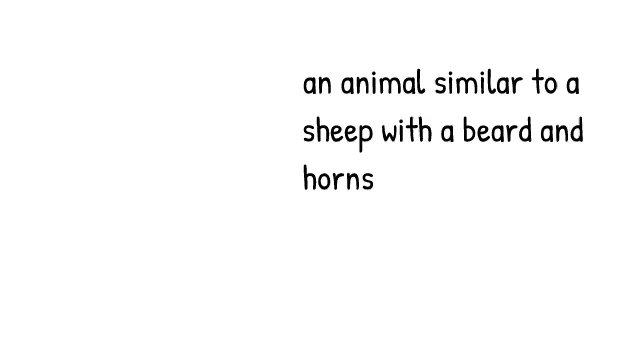 an animal similar to a
sheep with a beard and
horns